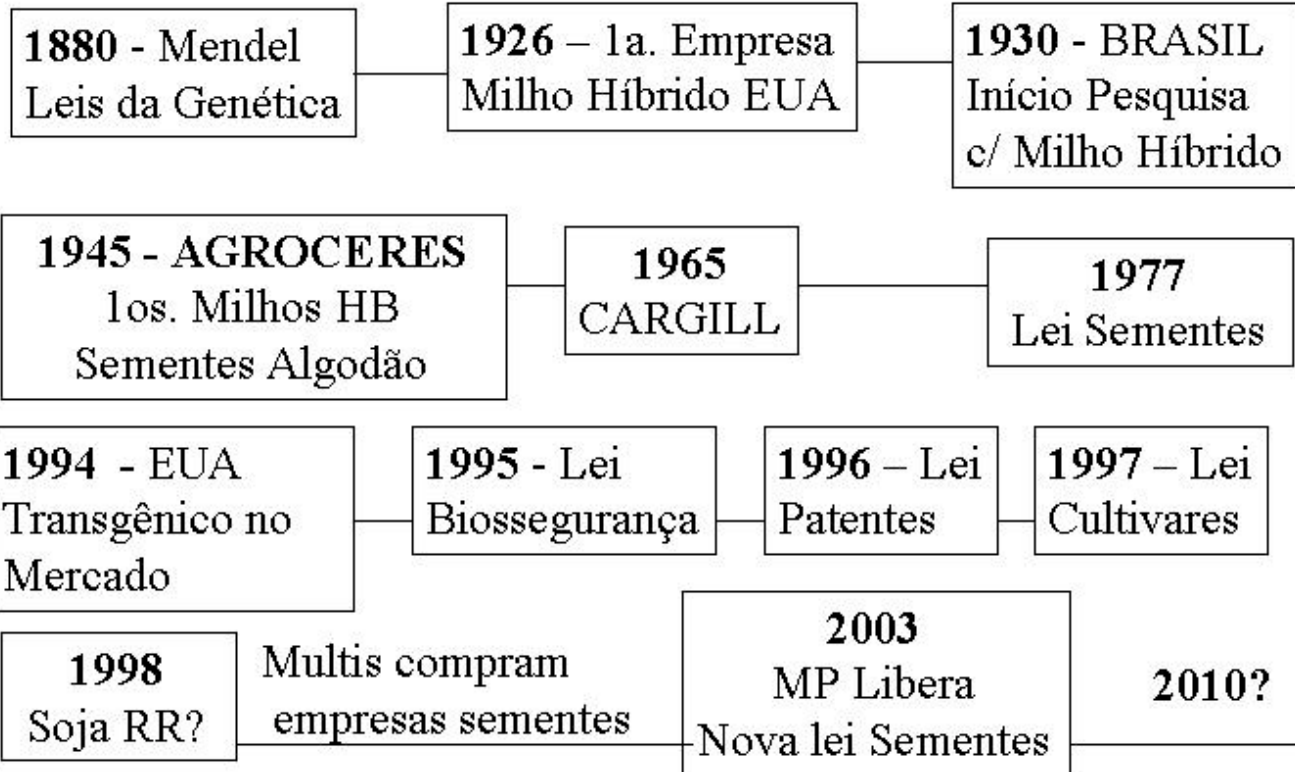 1880 - Mendel
Leis da Genética
1926 – 1a. Empresa
Milho Híbrido EUA
1930 - BRASIL
Início Pesquisa
c/ Milho Híbrido
1945 - AGROCERES
1os. Milhos HB
Sementes Algodão
1965
CARGILL
1977
Lei Sementes
1994 - EUA
Transgênico no
Mercado
1995 - Lei
Biossegurança
1996 – Lei
Patentes
1997 – Lei
Cultivares
1998
Soja RR?
Multis compram
empresas sementes
2003
MP Libera
Nova lei Sementes
2010?